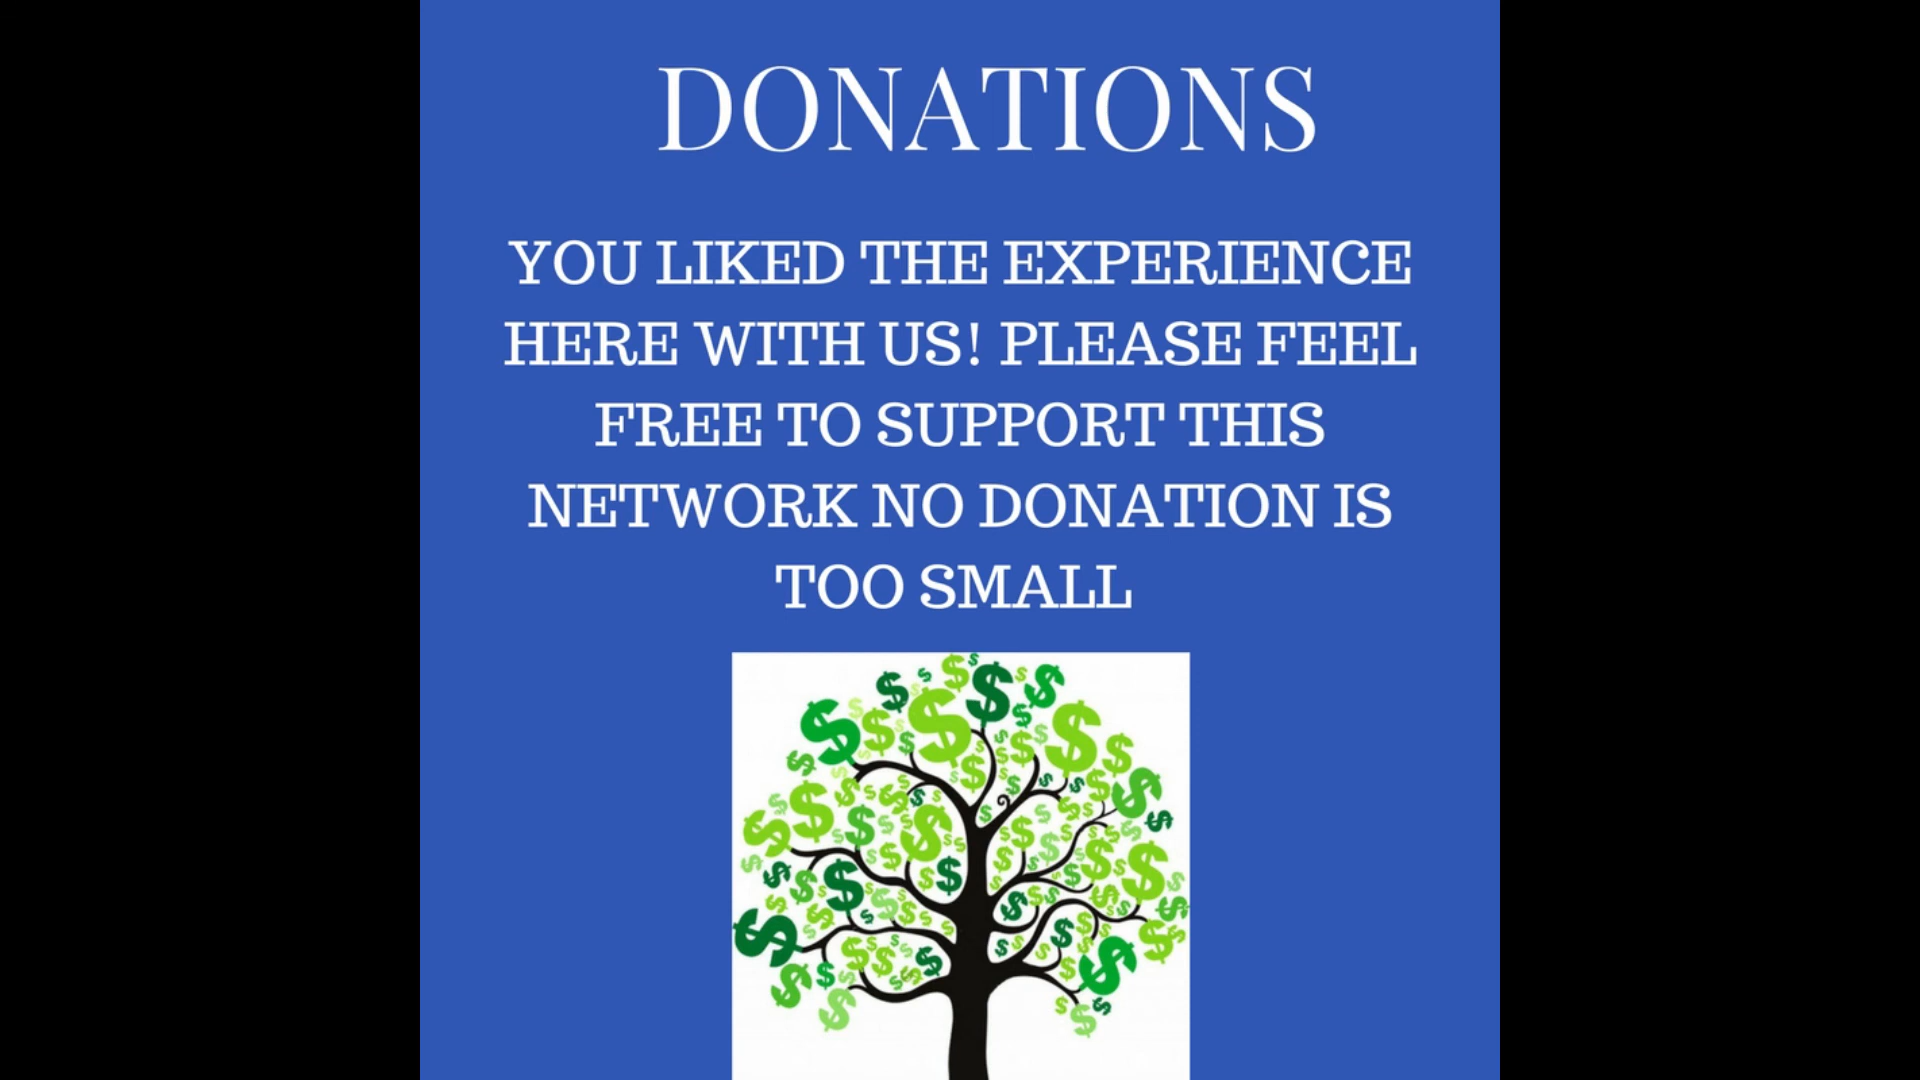 DONATIONS
YOU LIKED THE EXPERIENCE
HERE WITH US! PLEASE FEEL
FREE TO SUPPORT THIS
NETWORK NO DONATION IS
TOO SMALL